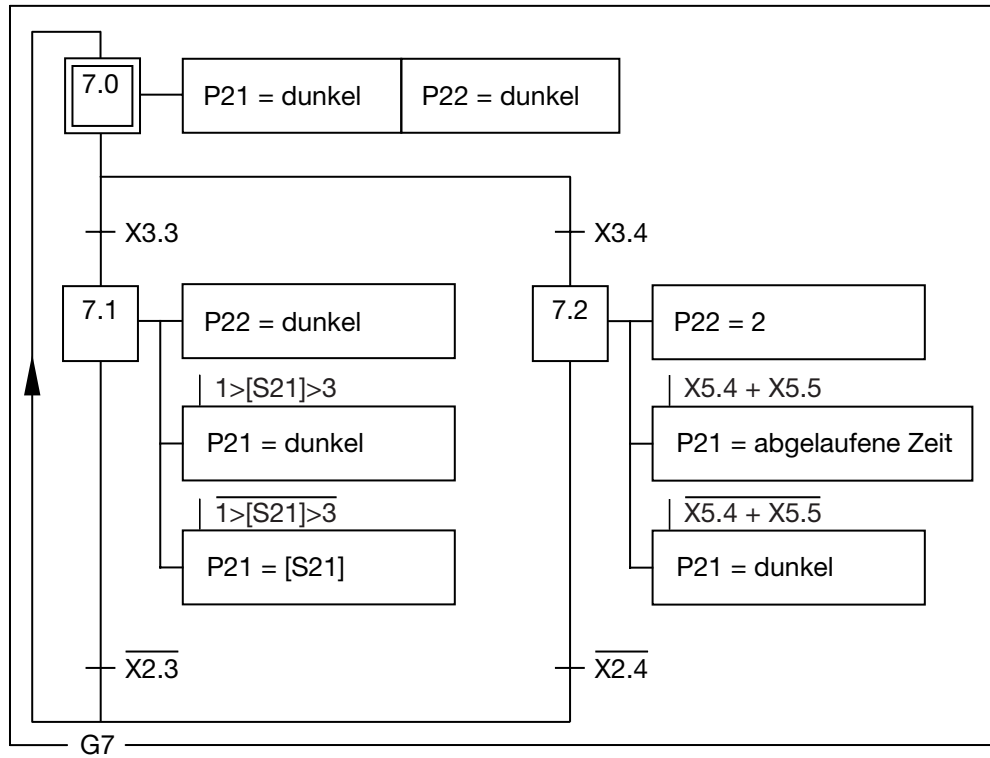 7.0
P21 = dunkel
P22 = dunkel
X3.3
X3.4
7.1
P22 = dunkel
1>[S21]>3
P21 = dunkel
1>[S21]>3
P21 = [S21]
7.2
P22 = 2
X5.4 + X5.5
P21 = abgelaufene Zeit
X5.4 + X5.5
P21 = dunkel
X2.3
X2.4
G7